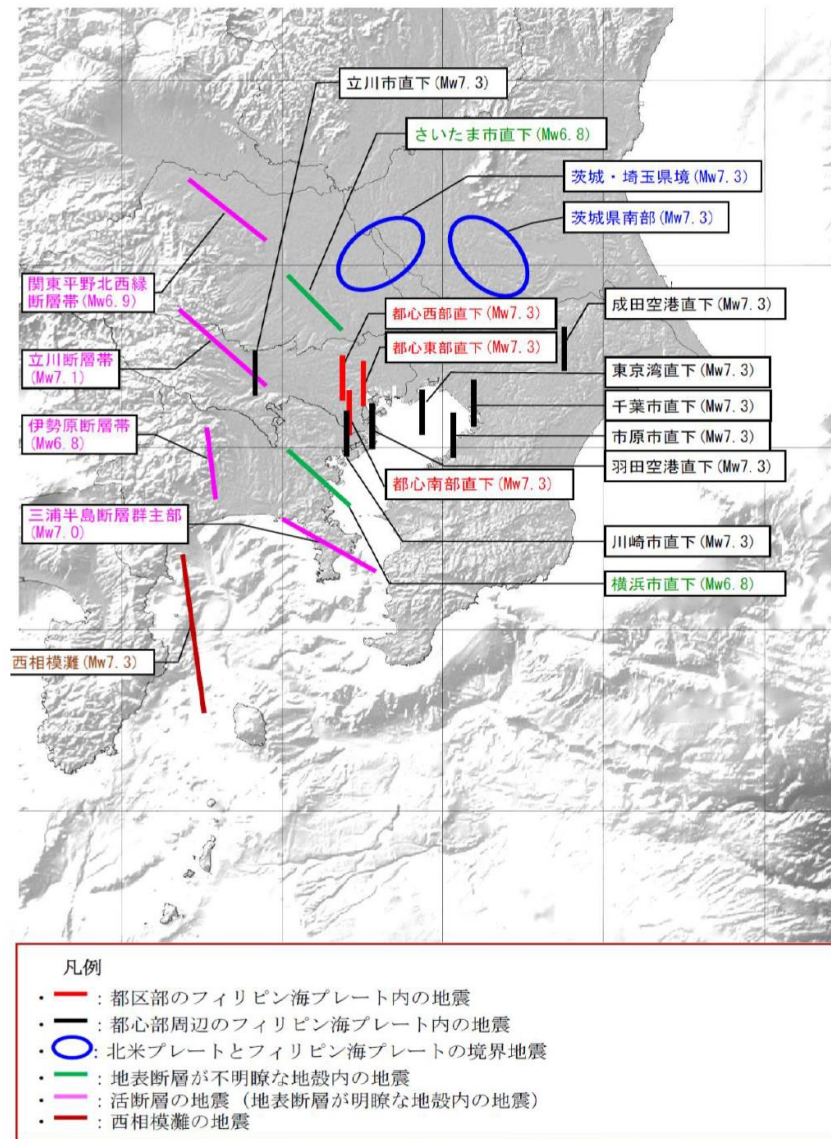 立川市直下(Mw7.3)
さいたま市直下(Mw6.8)
茨城・埼玉県境(Mw7.3)
茨城県南部(Mw7.3)
関東平野北西縁
断層帯(Mw6.9)
都心西部直下(Mw7.3)
成田空港直下(Mw7.3)
立川断層帯
(Mw7.1)
都心東部直下(Mw7.3)
東京湾直下(Mw7.3)
千葉市直下(Mw7.3)
伊勢原断層帯
(Mw6.8)
市原市直下(Mw7.3)
羽田空港直下(Mw7.3)
都心南部直下(Mw7.3)
三浦半島断層群主部
(Mw7.0)
川崎市直下(Mw7.3)
横浜市直下(Mw6.8)
西相模灘(Mw7.3)
凡例
・ : 都区部のフィリピン海プレート内の地震
・ : 都心部周辺のフィリピン海プレート内の地震
・ : 北米プレートとフィリピン海プレートの境界地震
・ : 地表断層が不明瞭な地殻内の地震
・ : 活断層の地震（地表断層が明瞭な地殻内の地震）
・ : 西相模灘の地震